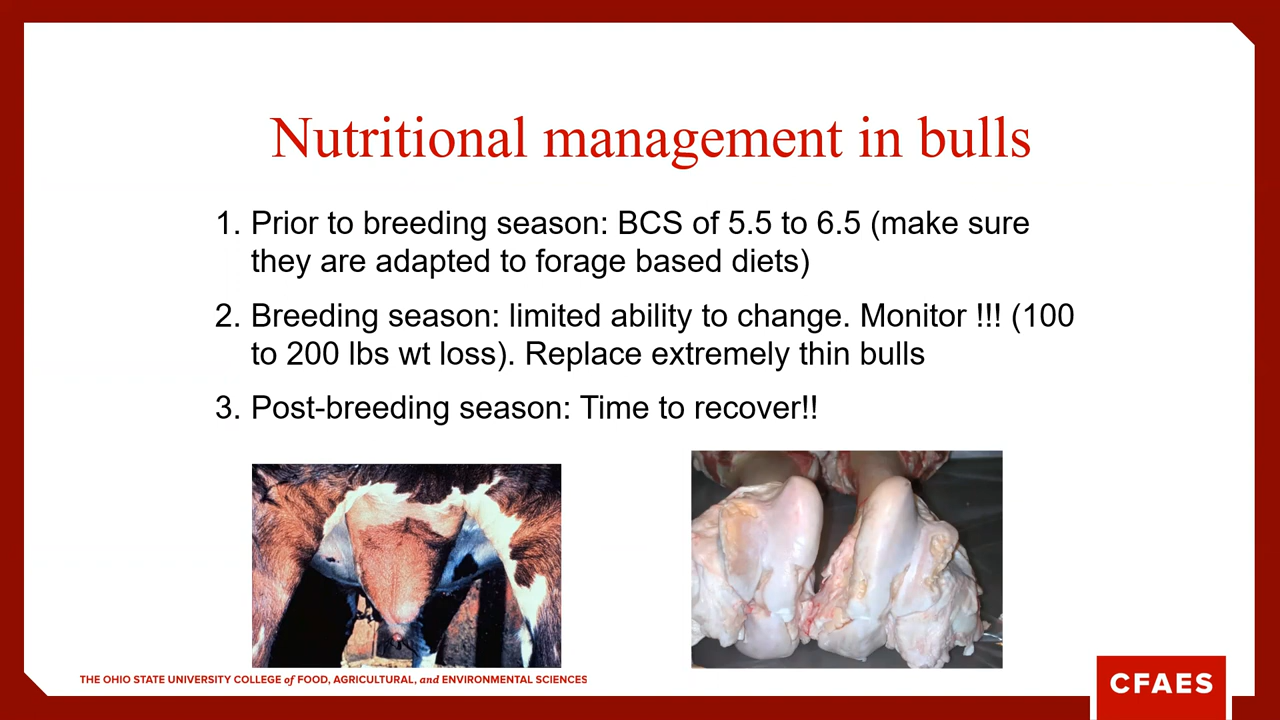 Nutritional management in bulls
1. Prior to breeding season: BCS of 5.5 to 6.5 (make sure
they are adapted to forage based diets)
2. Breeding season: limited ability to change. Monitor !!! (100
to 200 lbs wt loss). Replace extremely thin bulls
3. Post-breeding season: Time to recover!!
THE OHIO STATE UNIVERSITY COLLEGE of FOOD, AGRICULTURAL, and ENVIRONMENTAL SCIENCES
CFAES